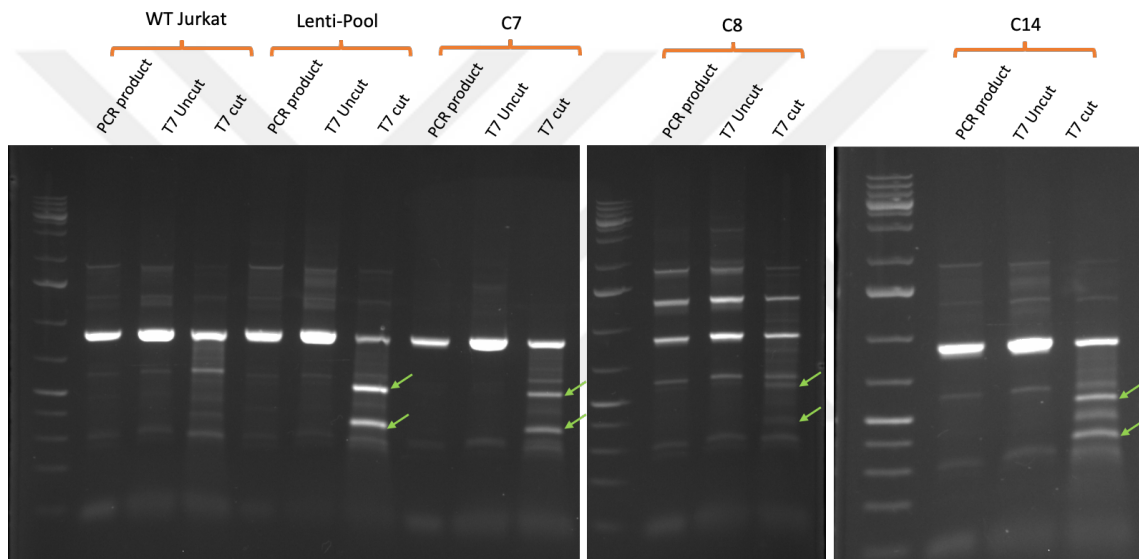 WT Jurkat
Lenti-Pool
C7
C8
C14
PCR product
T7 Uncut
T7 cut
PCR product
T7 Uncut
T7 cut
PCR product
T7 Uncut
T7 cut
PCR product
T7 Uncut
T7 cut
PCR product
T7 Uncut
T7 cut